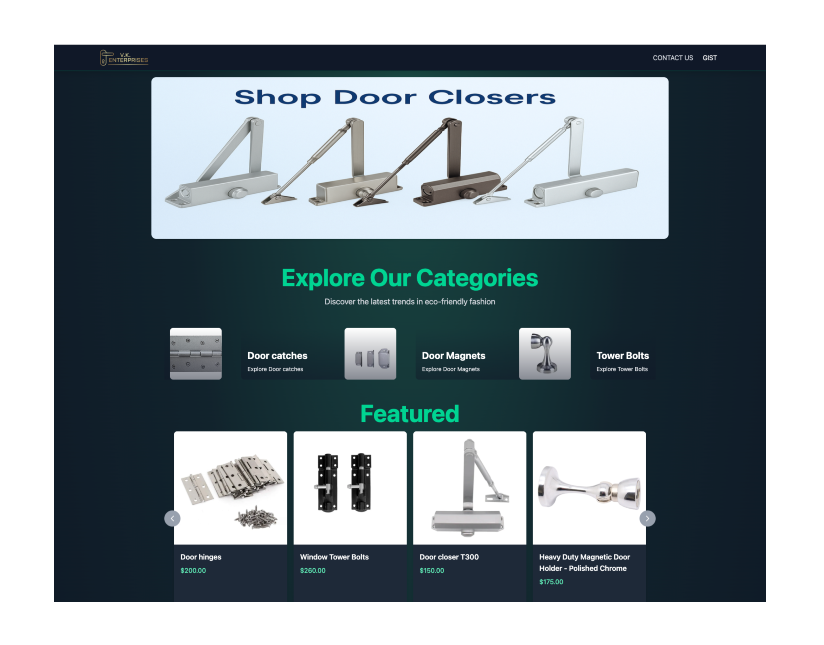 V.K.
ENTERPRISES
CONTACT US GIST
Shop Door Closers
Explore Our Categories
Discover the latest trends in eco-friendly fashion
Door catches
Explore Door catches
Door Magnets
Explore Door Magnets
Tower Bolts
Explore Tower Bolts
Featured
Door hinges
$200.00
Window Tower Bolts
$260.00
Door closer T300
$150.00
Heavy Duty Magnetic Door
Holder - Polished Chrome
$175.00